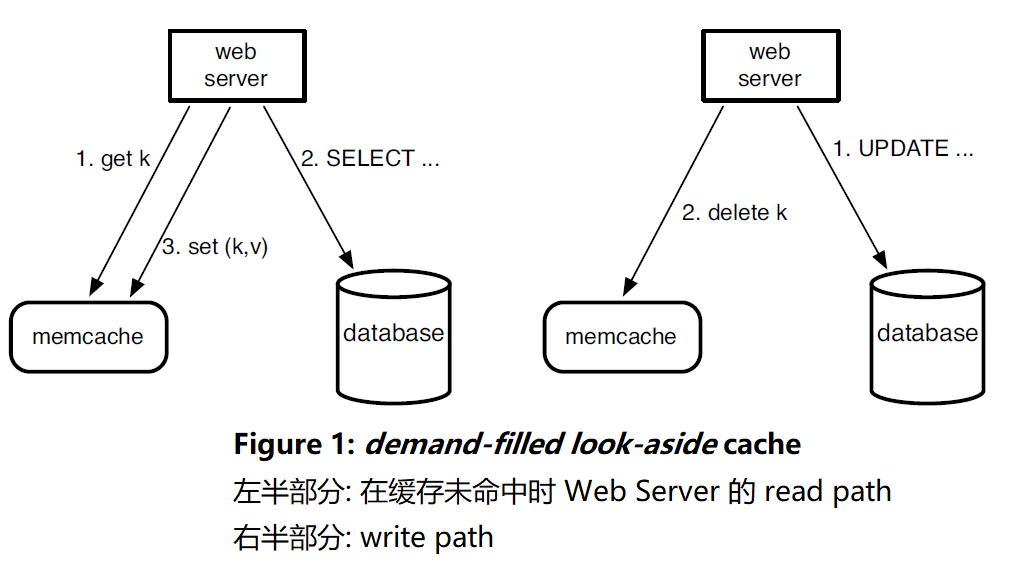 web
server
1. get k
2. SELECT ...
3. set (k,v)
memcache
database
web
server
1. UPDATE ...
2. delete k
memcache
database
Figure 1: demand-filled look-aside cache
左半部分: 在缓存未命中时 Web Server 的 read path
右半部分: write path